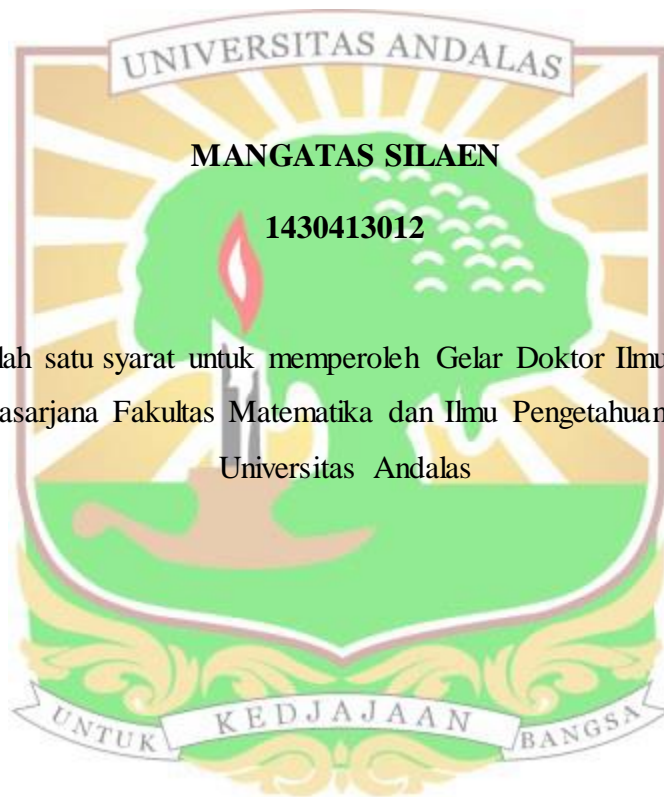 UNIVERSITAS ANDALAS
MANGATAS SILAEN
1430413012
lah satu syarat untuk memperoleh Gelar Doktor Ilmu
asarjana Fakultas Matematika dan Ilmu Pengetahuan
Universitas Andalas
UNTUK KEDJAJAAN BANGSA